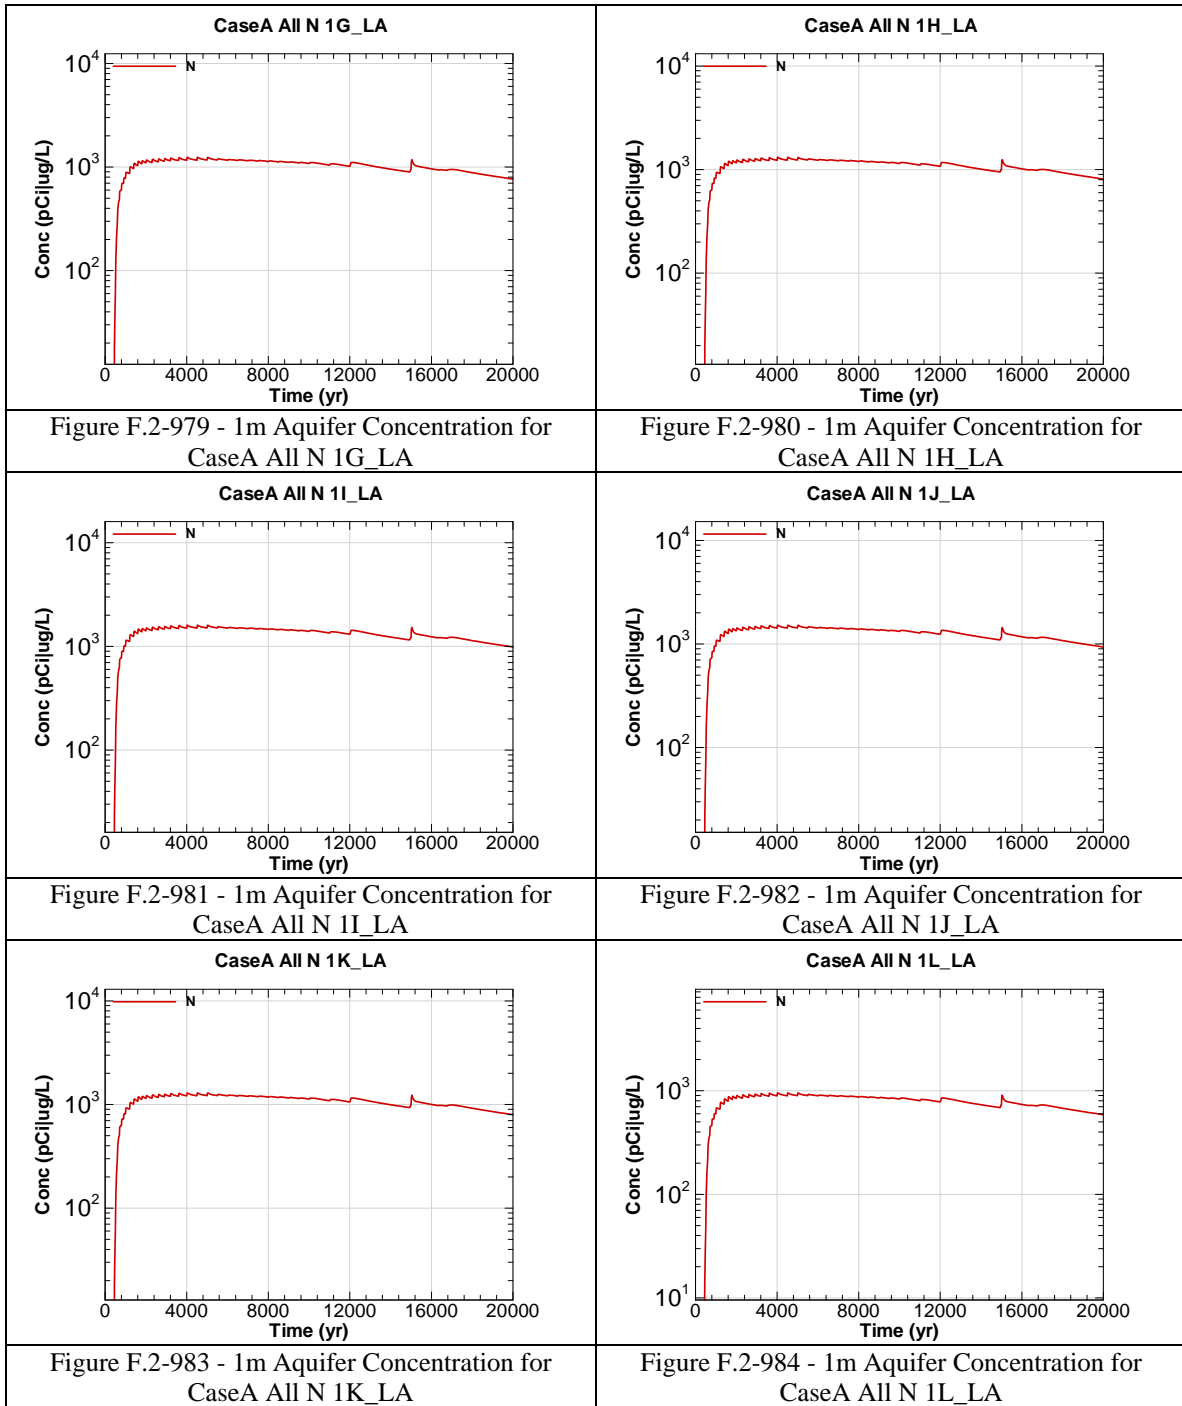 CaseA All N 1G_LA
N
10^4
10^3
10^2
Conc (pCi|ug/L)
0 4000 8000 12000 16000 20000
Time (yr)
Figure F.2-979 - 1m Aquifer Concentration for
CaseA All N 1G_LA
CaseA All N 1H_LA
N
10^4
10^3
10^2
Conc (pCi|ug/L)
0 4000 8000 12000 16000 20000
Time (yr)
Figure F.2-980 - 1m Aquifer Concentration for
CaseA All N 1H_LA
CaseA All N 1I_LA
N
10^4
10^3
10^2
Conc (pCi|ug/L)
0 4000 8000 12000 16000 20000
Time (yr)
Figure F.2-981 - 1m Aquifer Concentration for
CaseA All N 1I_LA
CaseA All N 1J_LA
N
10^4
10^3
10^2
Conc (pCi|ug/L)
0 4000 8000 12000 16000 20000
Time (yr)
Figure F.2-982 - 1m Aquifer Concentration for
CaseA All N 1J_LA
CaseA All N 1K_LA
N
10^4
10^3
10^2
Conc (pCi|ug/L)
0 4000 8000 12000 16000 20000
Time (yr)
Figure F.2-983 - 1m Aquifer Concentration for
CaseA All N 1K_LA
CaseA All N 1L_LA
N
10^3
10^2
10^1
Conc (pCi|ug/L)
0 4000 8000 12000 16000 20000
Time (yr)
Figure F.2-984 - 1m Aquifer Concentration for
CaseA All N 1L_LA